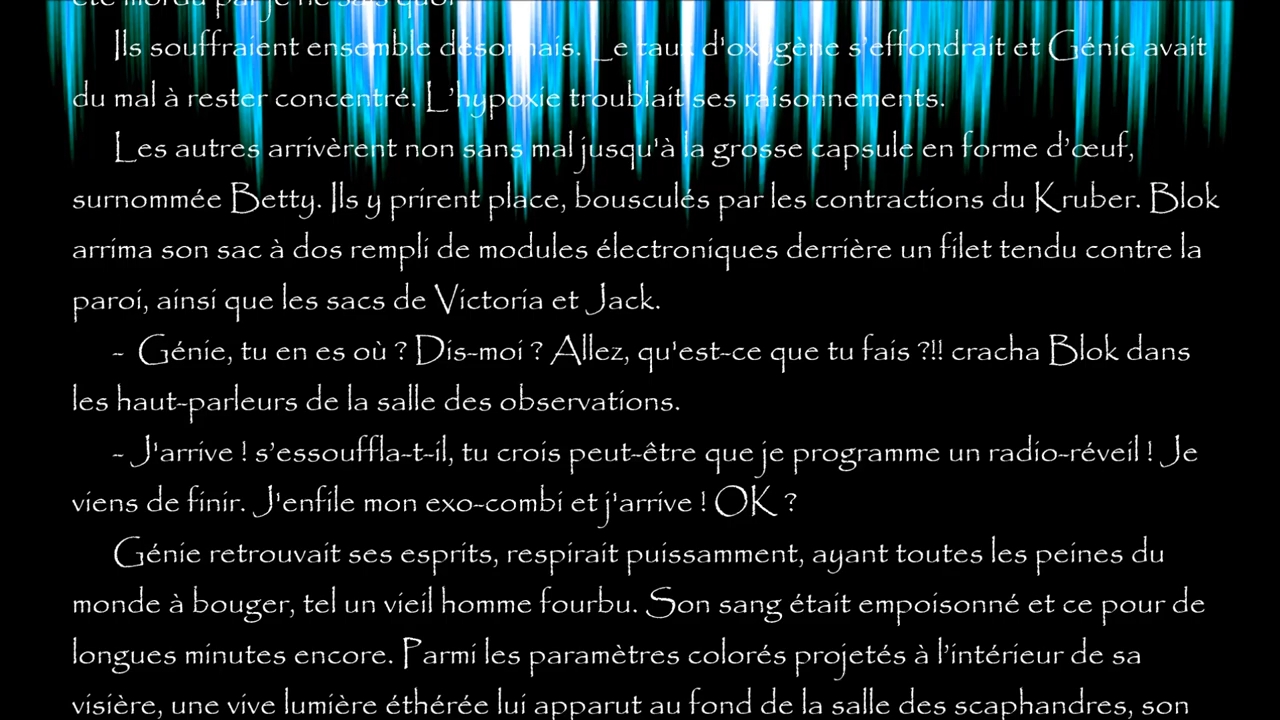 été mordu par je ne sais quoi
Ils souffraient ensemble désormais. Le taux d'oxygène s’effondrait et Génie avait
du mal à rester concentré. L’hypoxie troublait ses raisonnements.
Les autres arrivèrent non sans mal jusqu'à la grosse capsule en forme d’œuf,
surnommée Betty. Ils y prirent place, bousculés par les contractions du Kruber. Blok
arrima son sac à dos rempli de modules électroniques derrière un filet tendu contre la
paroi, ainsi que les sacs de Victoria et Jack.
- Génie, tu en es où ? Dis-moi ? Allez, qu'est-ce que tu fais ?!! cracha Blok dans
les haut-parleurs de la salle des observations.
- J'arrive ! s’essouffla-t-il, tu crois peut-être que je programme un radio-réveil ! Je
viens de finir. J'enfile mon exo-combi et j'arrive ! OK ?
Génie retrouvait ses esprits, respirait puissamment, ayant toutes les peines du
monde à bouger, tel un vieil homme fourbu. Son sang était empoisonné et ce pour de
longues minutes encore. Parmi les paramètres colorés projetés à l’intérieur de sa
visière, une vive lumière éthérée lui apparut au fond de la salle des scaphandres, son